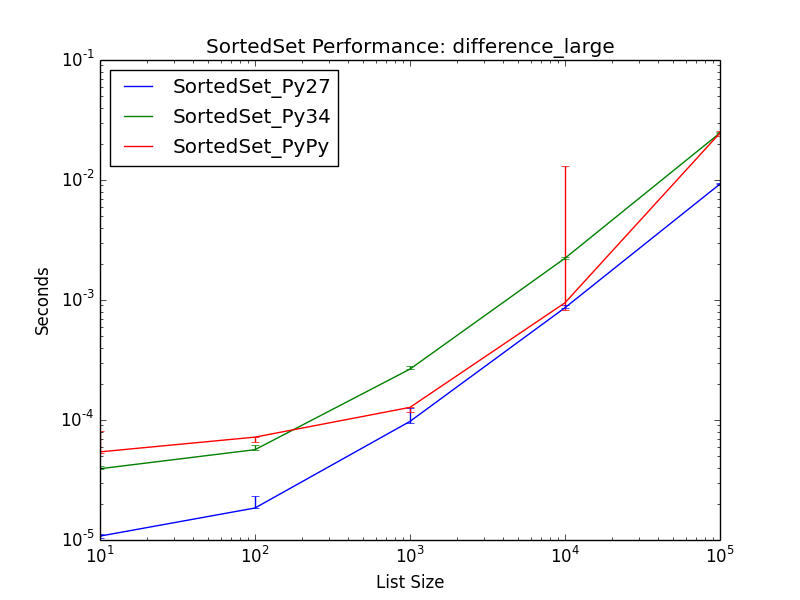 SortedSet Performance: difference_large
SortedSet_Py27
SortedSet_Py34
SortedSet_PyPy
Seconds
10^-1
10^-2
10^-3
10^-4
10^-5
10^1 10^2 10^3 10^4 10^5
List Size